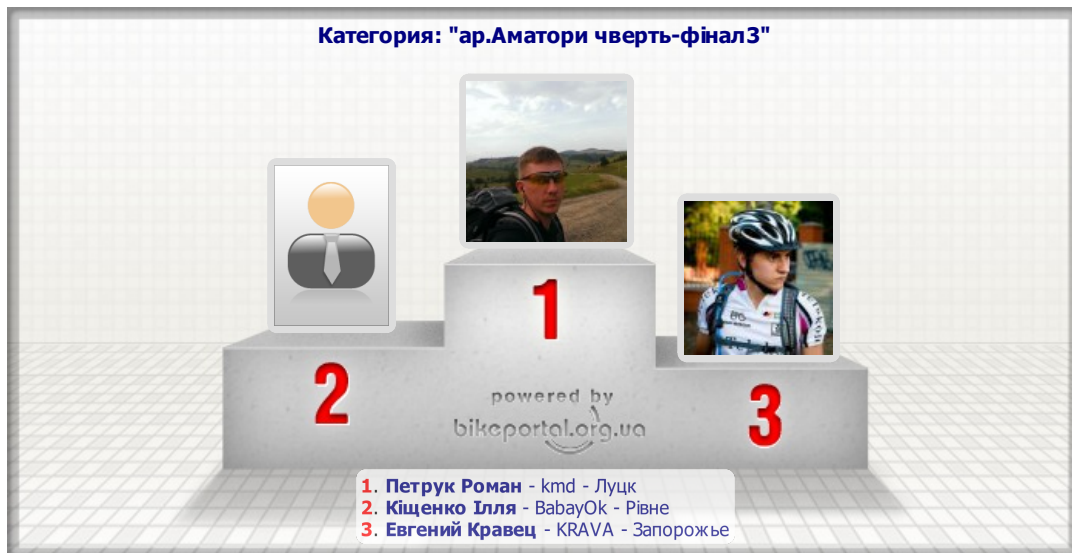 Категория: "ар.Аматори чверть-фінал3"
1
2
3
powered by
bikeportal.org.ua
1. Петрук Роман - kmd - Луцк
2. Кіщенко Ілля - BabayOk - Рівне
3. Евгений Кравец - KRAVA - Запорожье